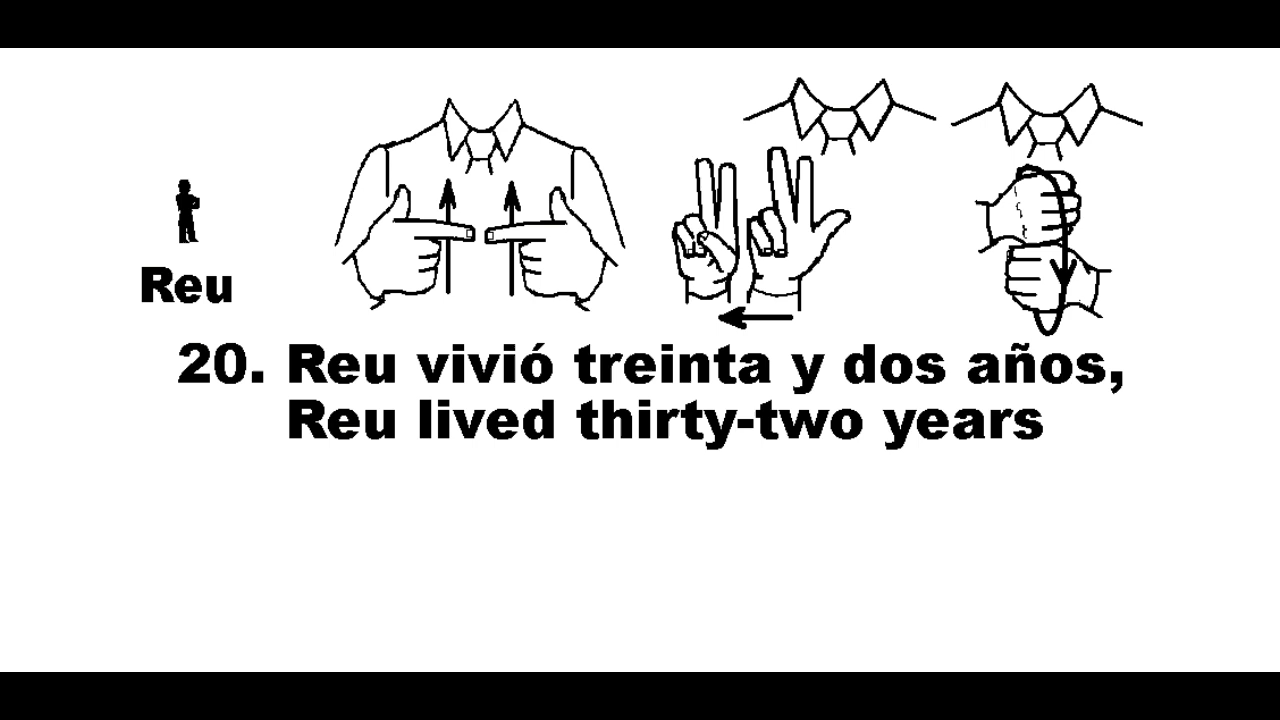 Reu
20. Reu vivió treinta y dos años,
Reu lived thirty-two years